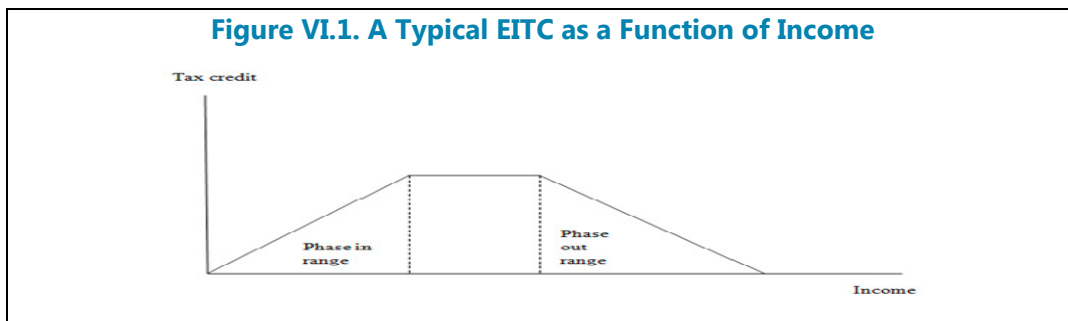 Figure VI.1. A Typical EITC as a Function of Income
Tax credit
Phase in
range
Phase
out
range
Income